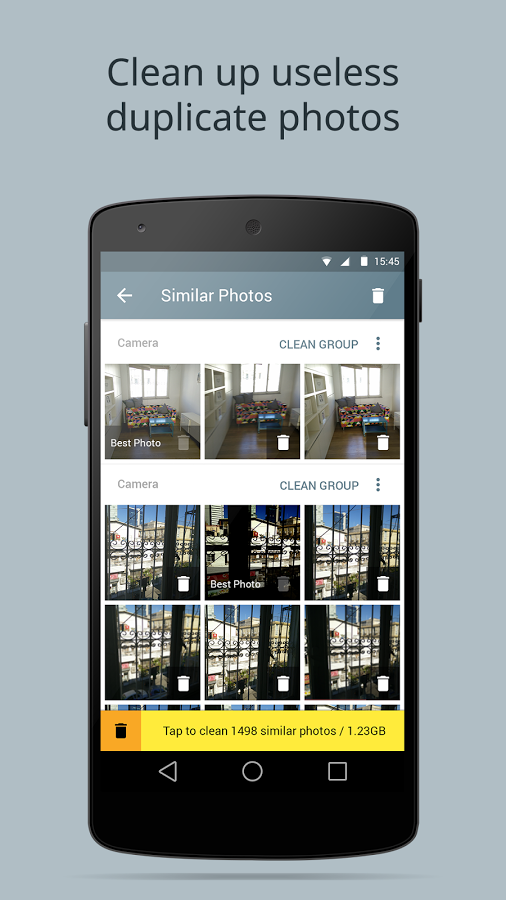 Clean up useless
duplicate photos
15:45
Similar Photos
Camera
CLEAN GROUP
Best Photo
Camera
CLEAN GROUP
Best Photo
Tap to clean 1498 similar photos / 1.23GB